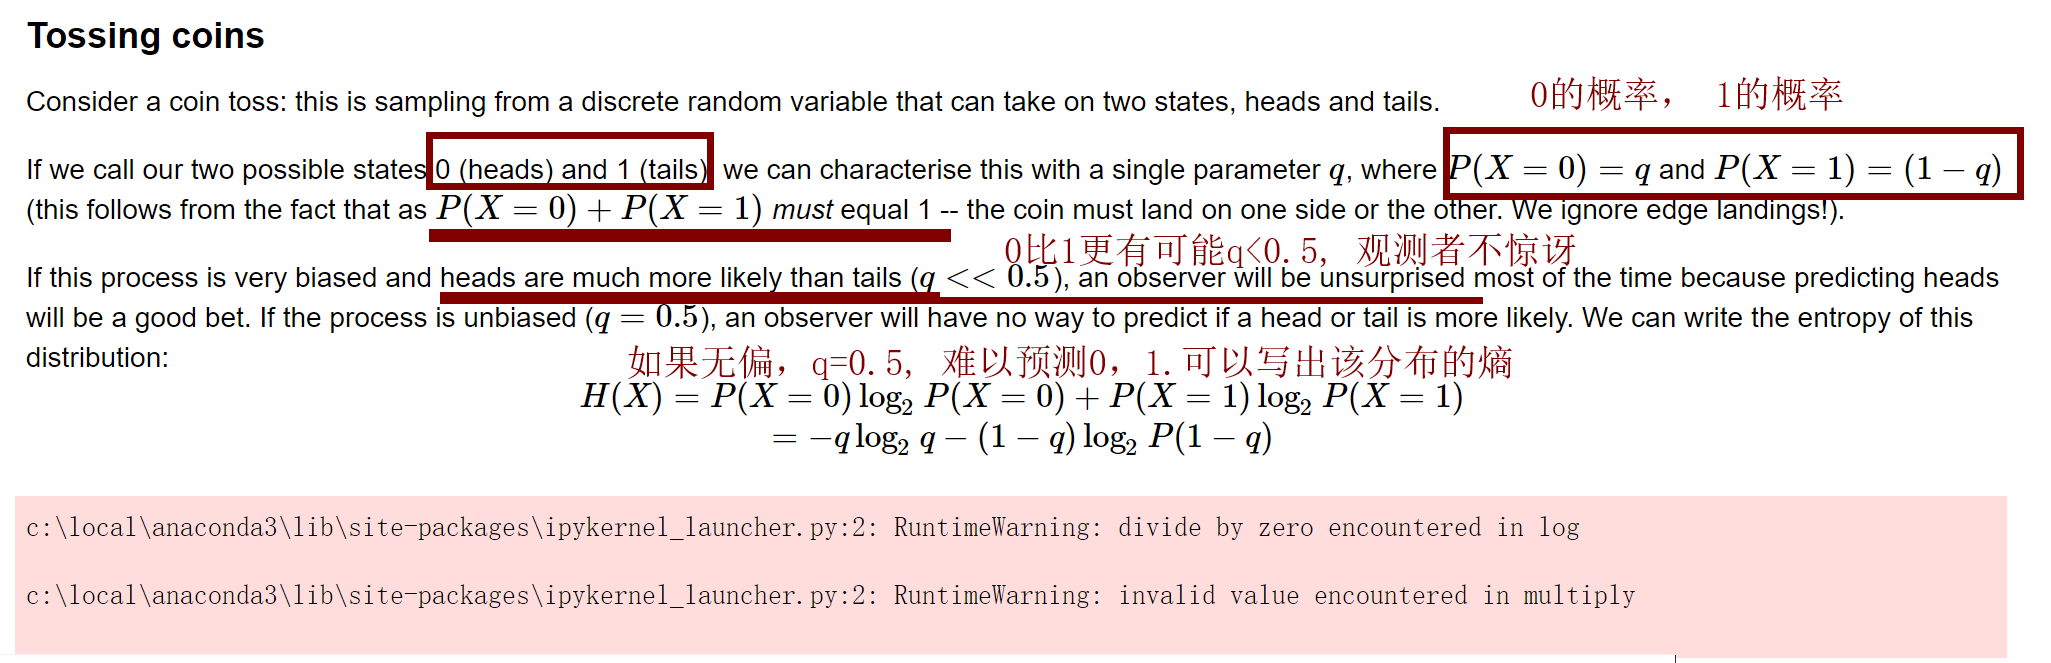 Tossing coins
Consider a coin toss: this is sampling from a discrete random variable that can take on two states, heads and tails.
0的概率， 1的概率
If we call our two possible states 0 (heads) and 1 (tails) we can characterise this with a single parameter q, where P(X = 0) = q and P(X = 1) = (1 − q)
(this follows from the fact that as P(X = 0) + P(X = 1) must equal 1 -- the coin must land on one side or the other. We ignore edge landings!).
0比1更有可能q<0.5, 观测者不惊讶
If this process is very biased and heads are much more likely than tails (q << 0.5), an observer will be unsurprised most of the time because predicting heads
will be a good bet. If the process is unbiased (q = 0.5), an observer will have no way to predict if a head or tail is more likely. We can write the entropy of this
distribution:
如果无偏，q=0.5, 难以预测0，1.可以写出该分布的熵
H(X) = P(X = 0) log₂ P(X = 0) + P(X = 1) log₂ P(X = 1)
= −q log₂ q − (1 − q) log₂ P(1 − q)
c:\local\anaconda3\lib\site-packages\ipykernel_launcher.py:2: RuntimeWarning: divide by zero encountered in log
c:\local\anaconda3\lib\site-packages\ipykernel_launcher.py:2: RuntimeWarning: invalid value encountered in multiply